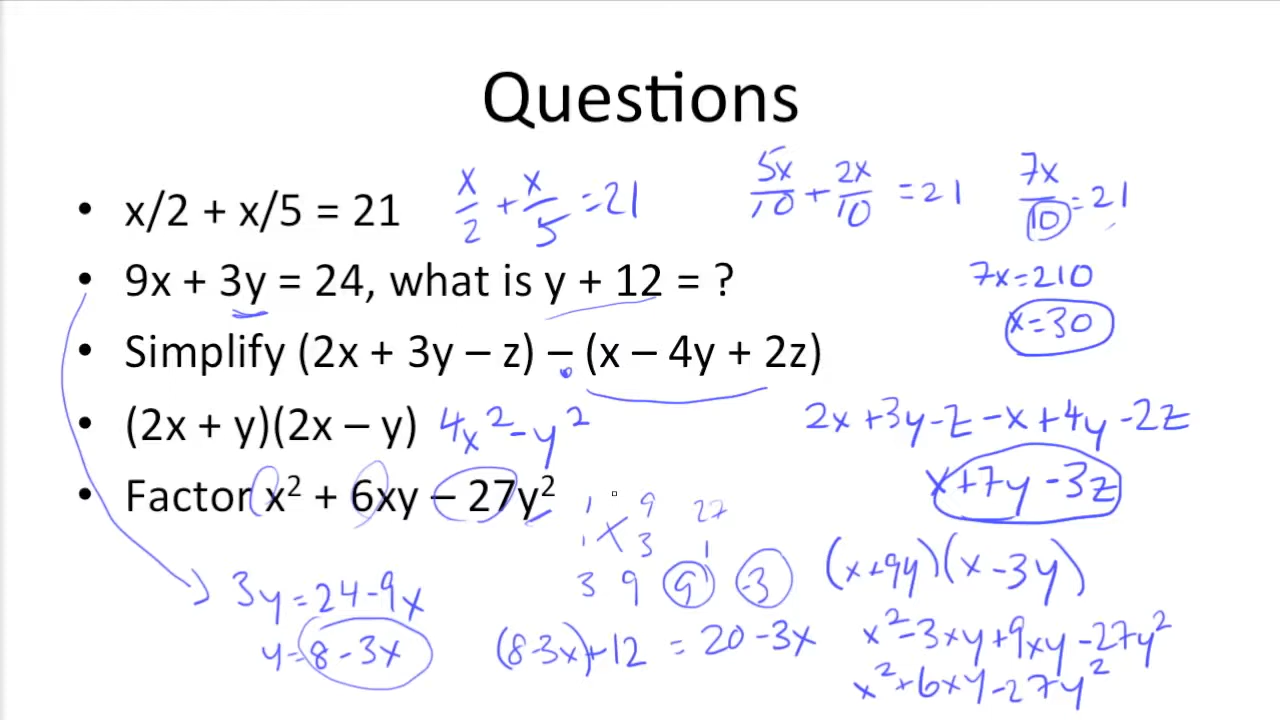 Questions
• x/2 + x/5 = 21
x/2 + x/5 = 21
5x/10 + 2x/10 = 21
7x/10 = 21
7x = 210
x = 30
• 9x + 3y = 24, what is y + 12 = ?
• Simplify (2x + 3y – z) – (x – 4y + 2z)
2x + 3y - z - x + 4y - 2z
x + 7y - 3z
• (2x + y)(2x – y)
4x² - y²
• Factor x² + 6xy – 27y²
1 9 27
1 3 1
3 9 9 -3
(x + 9y)(x - 3y)
x² - 3xy + 9xy - 27y²
x² + 6xy - 27y²
3y = 24 - 9x
y = 8 - 3x
(8 - 3x) + 12 = 20 - 3x